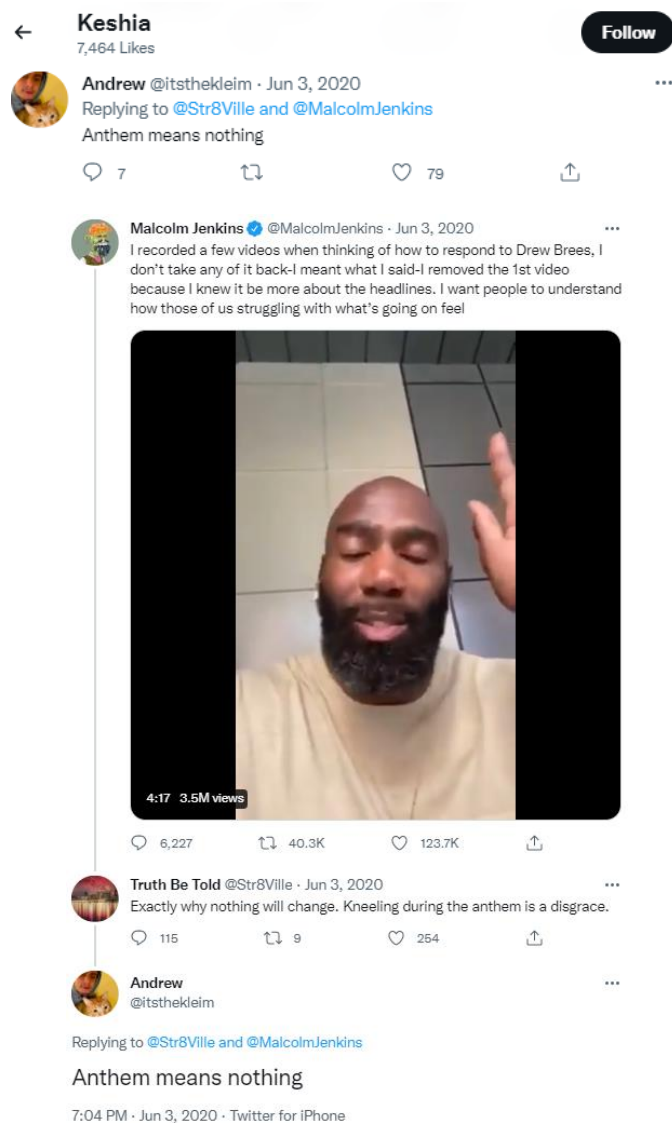 Keshia
7,464 Likes
Follow
Andrew @itsthekleim · Jun 3, 2020
Replying to @Str8Ville and @MalcolmJenkins
Anthem means nothing
7 79
Malcolm Jenkins @MalcolmJenkins · Jun 3, 2020
I recorded a few videos when thinking of how to respond to Drew Brees, I
don't take any of it back-I meant what I said-I removed the 1st video
because I knew it be more about the headlines. I want people to understand
how those of us struggling with what's going on feel
4:17 3.5M views
6,227 40.3K 123.7K
Truth Be Told @Str8Ville · Jun 3, 2020
Exactly why nothing will change. Kneeling during the anthem is a disgrace.
115 9 254
Andrew
@itsthekleim
Replying to @Str8Ville and @MalcolmJenkins
Anthem means nothing
7:04 PM · Jun 3, 2020 · Twitter for iPhone